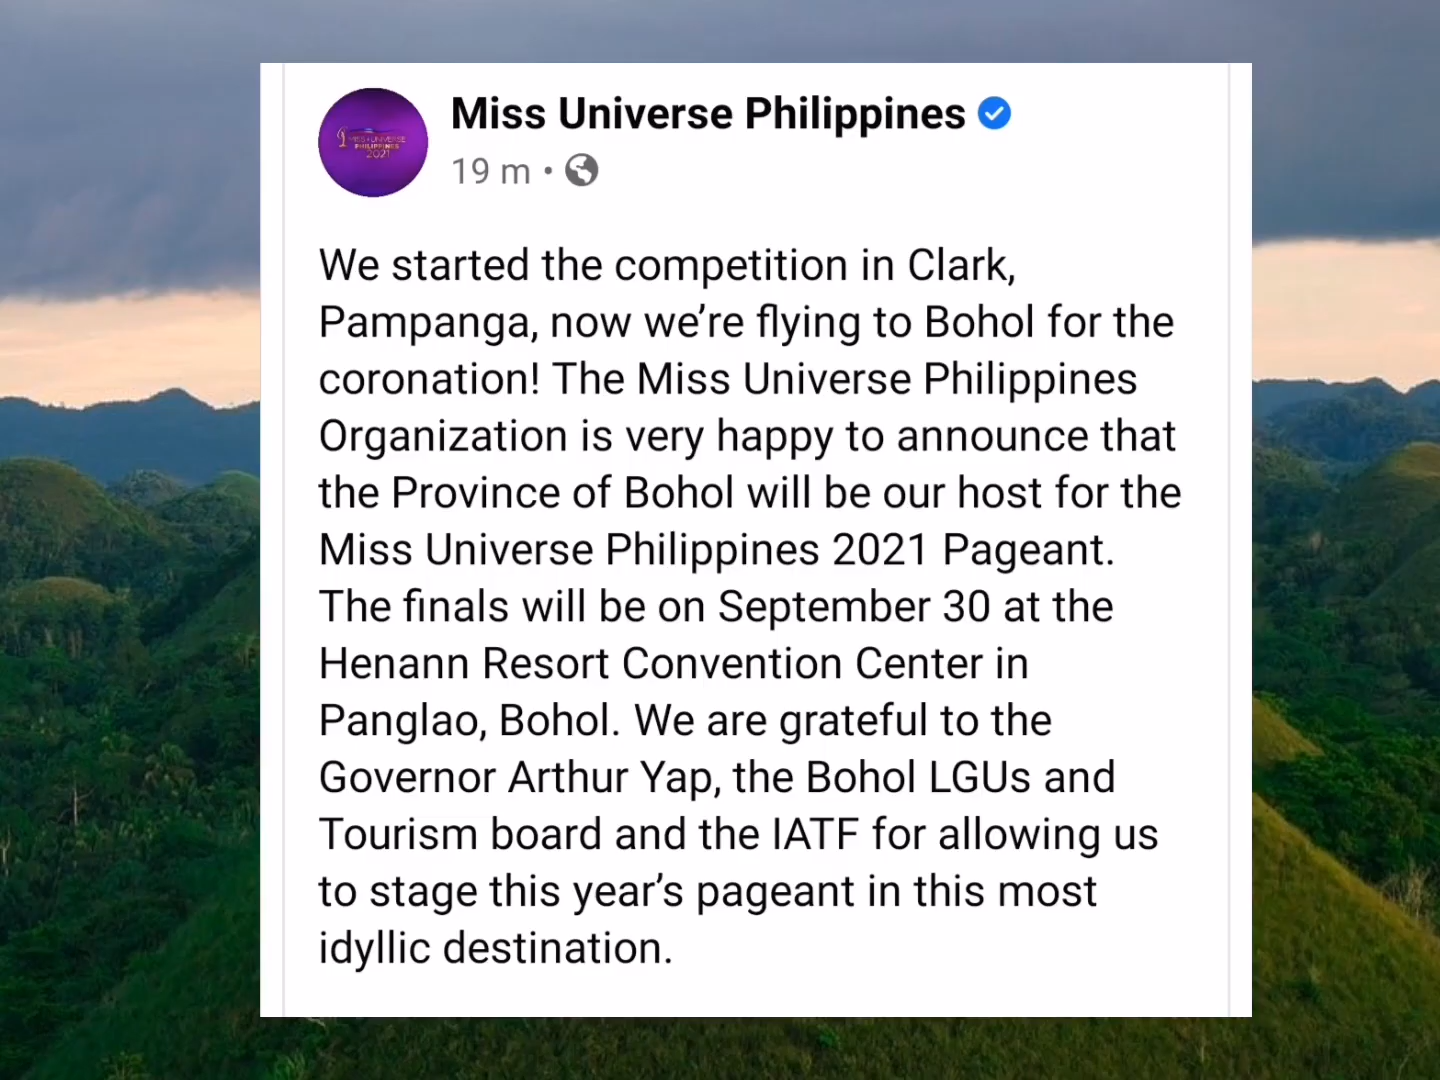 Miss Universe Philippines
19 m
MISS UNIVERSE
PHILIPPINES
2021
We started the competition in Clark,
Pampanga, now we’re flying to Bohol for the
coronation! The Miss Universe Philippines
Organization is very happy to announce that
the Province of Bohol will be our host for the
Miss Universe Philippines 2021 Pageant.
The finals will be on September 30 at the
Henann Resort Convention Center in
Panglao, Bohol. We are grateful to the
Governor Arthur Yap, the Bohol LGUs and
Tourism board and the IATF for allowing us
to stage this year’s pageant in this most
idyllic destination.